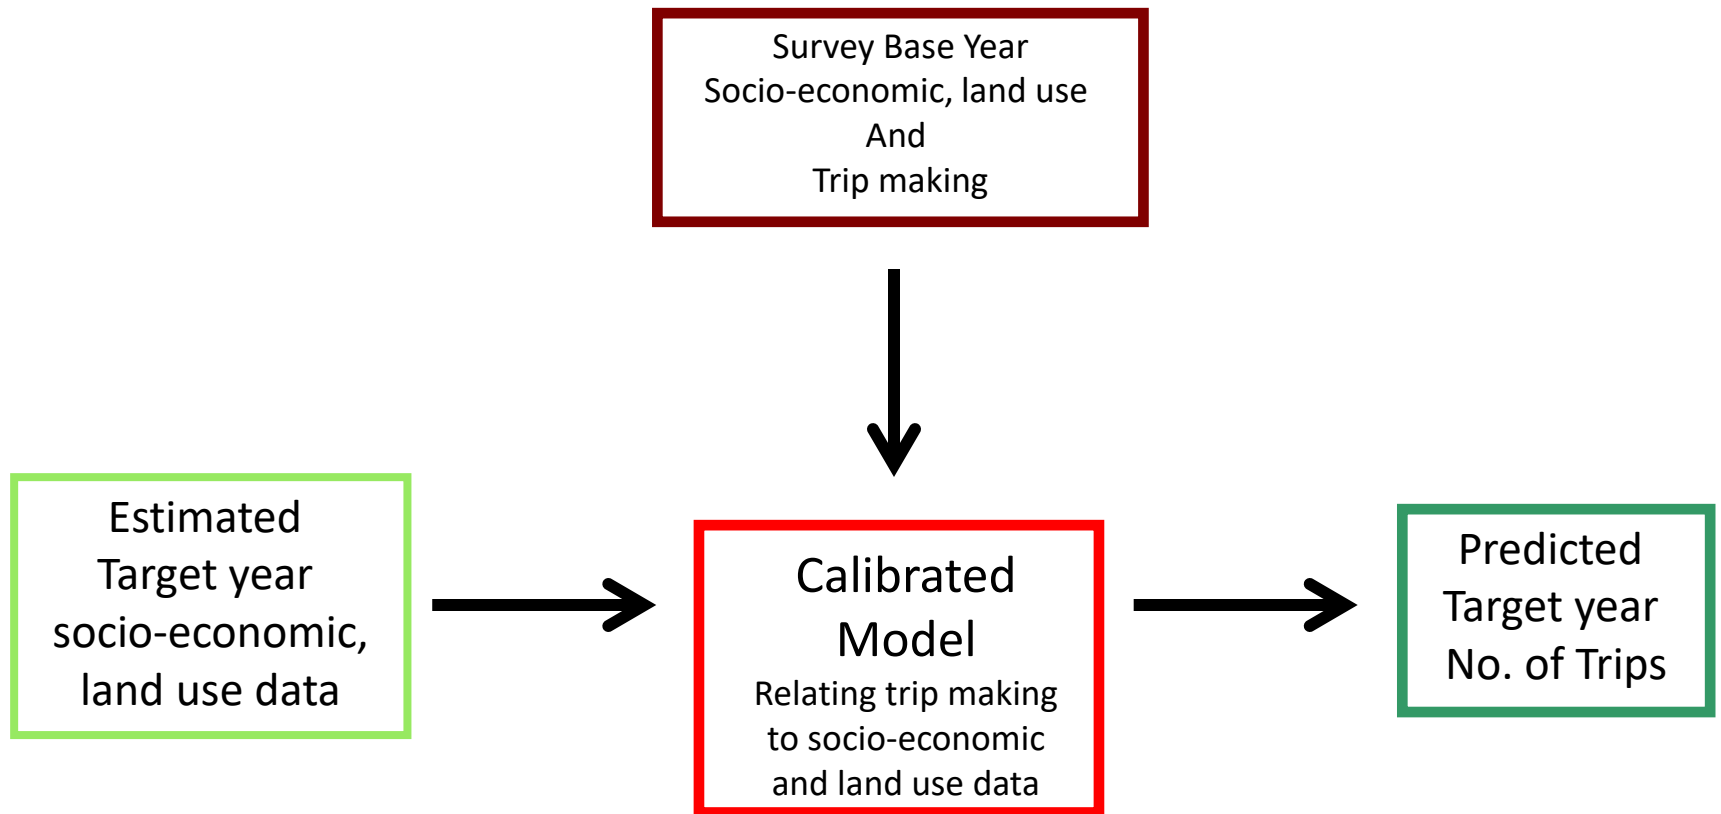 Survey Base Year
Socio-economic, land use
And
Trip making
Estimated
Target year
socio-economic,
land use data
Calibrated
Model
Relating trip making
to socio-economic
and land use data
Predicted
Target year
No. of Trips